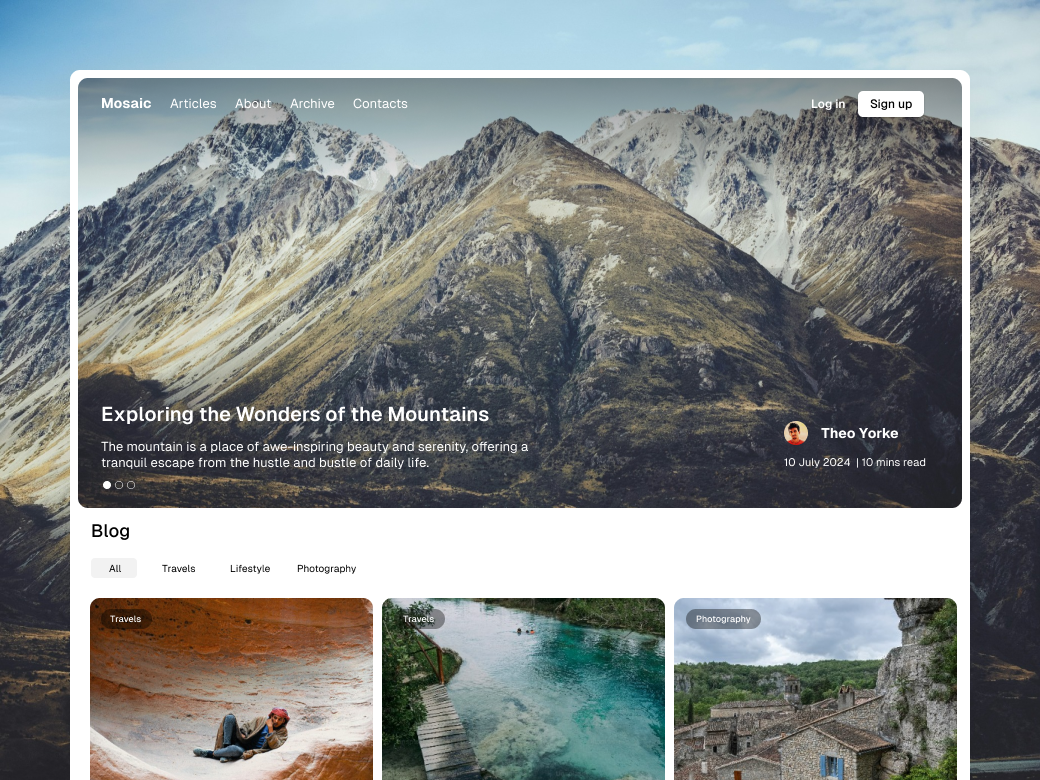 Mosaic Articles About Archive Contacts Log in Sign up
Exploring the Wonders of the Mountains
The mountain is a place of awe-inspiring beauty and serenity, offering a
tranquil escape from the hustle and bustle of daily life.
Theo Yorke
10 July 2024 | 10 mins read
Blog
All Travels Lifestyle Photography
Travels Travels Photography